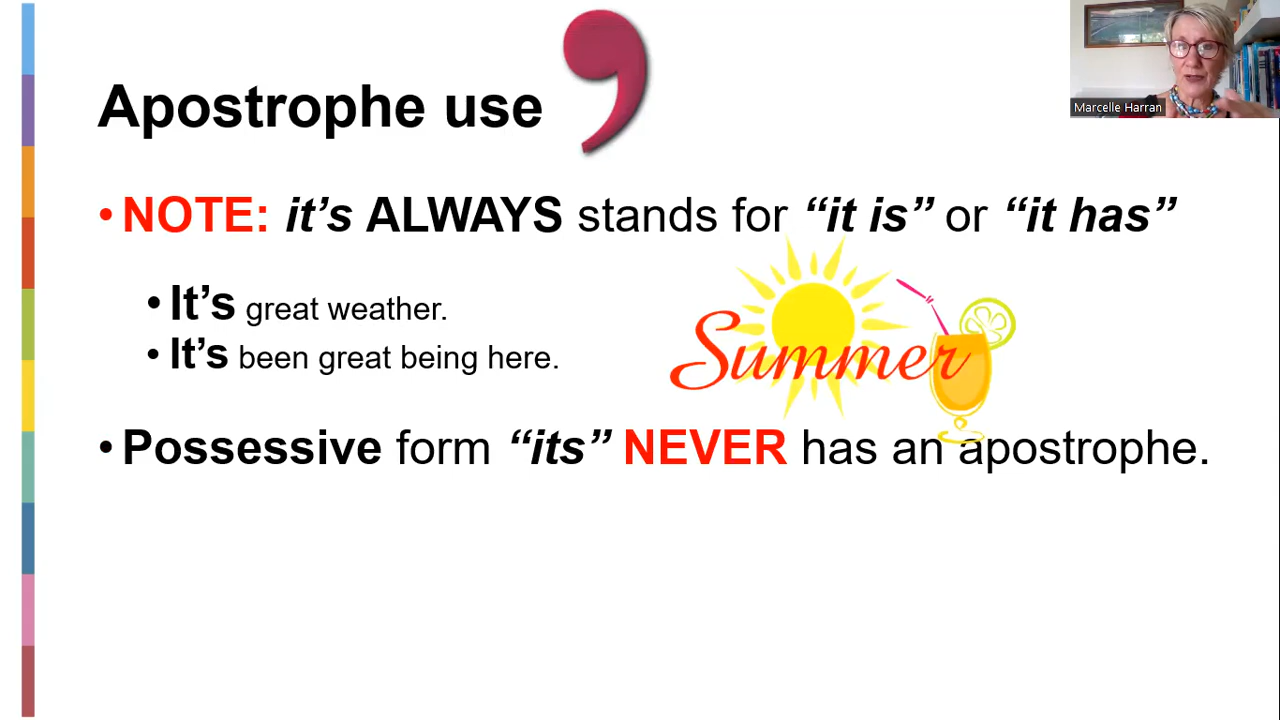 Apostrophe use
Marcelle Harran
• NOTE: it’s ALWAYS stands for “it is” or “it has”
• It’s great weather.
• It’s been great being here.
Summer
• Possessive form “its” NEVER has an apostrophe.